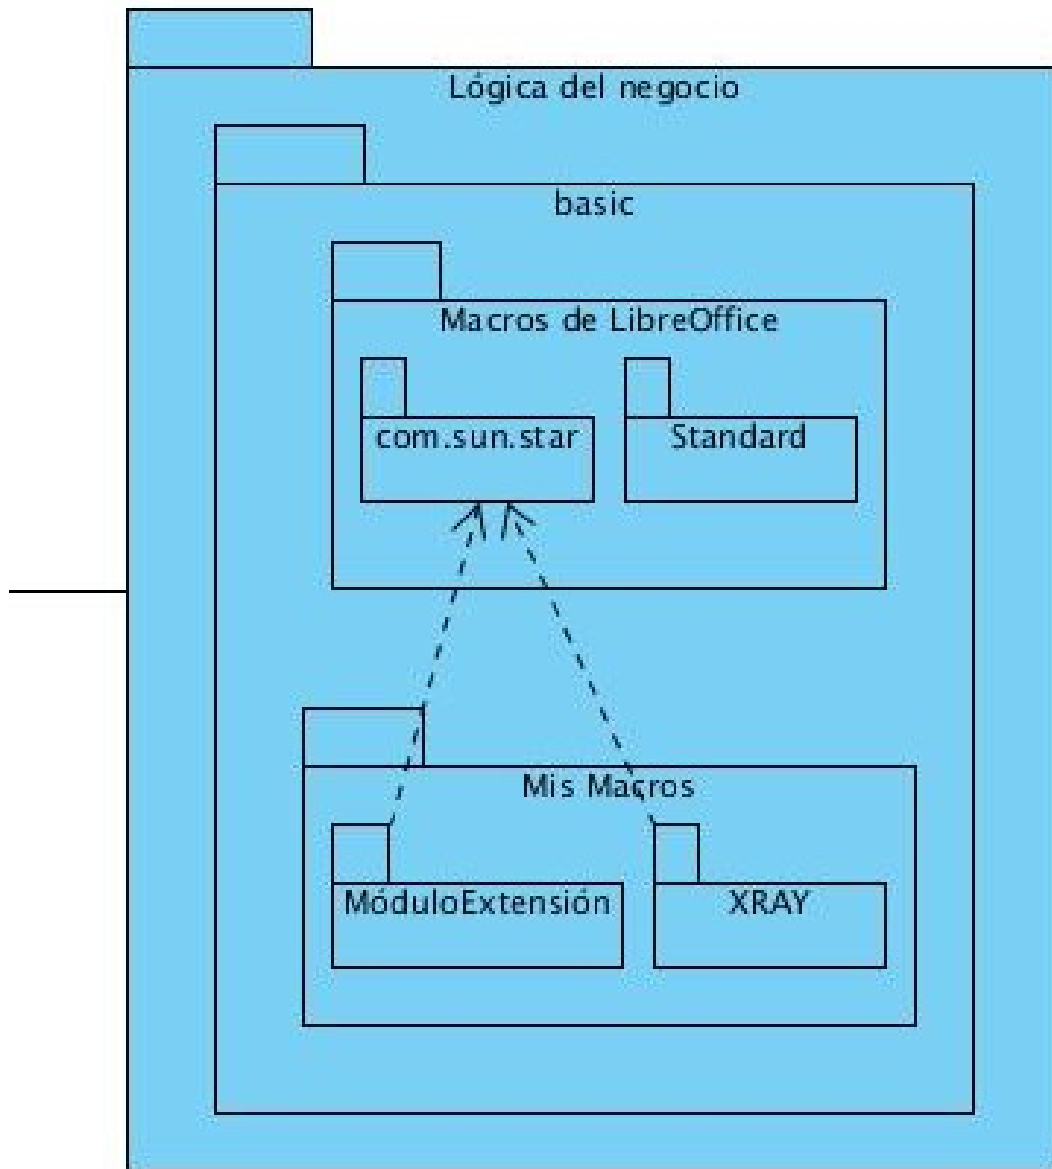 Lógica del negocio
basic
Macros de LibreOffice
com.sun.star
Standard
Mis Macros
MóduloExtensión
XRAY